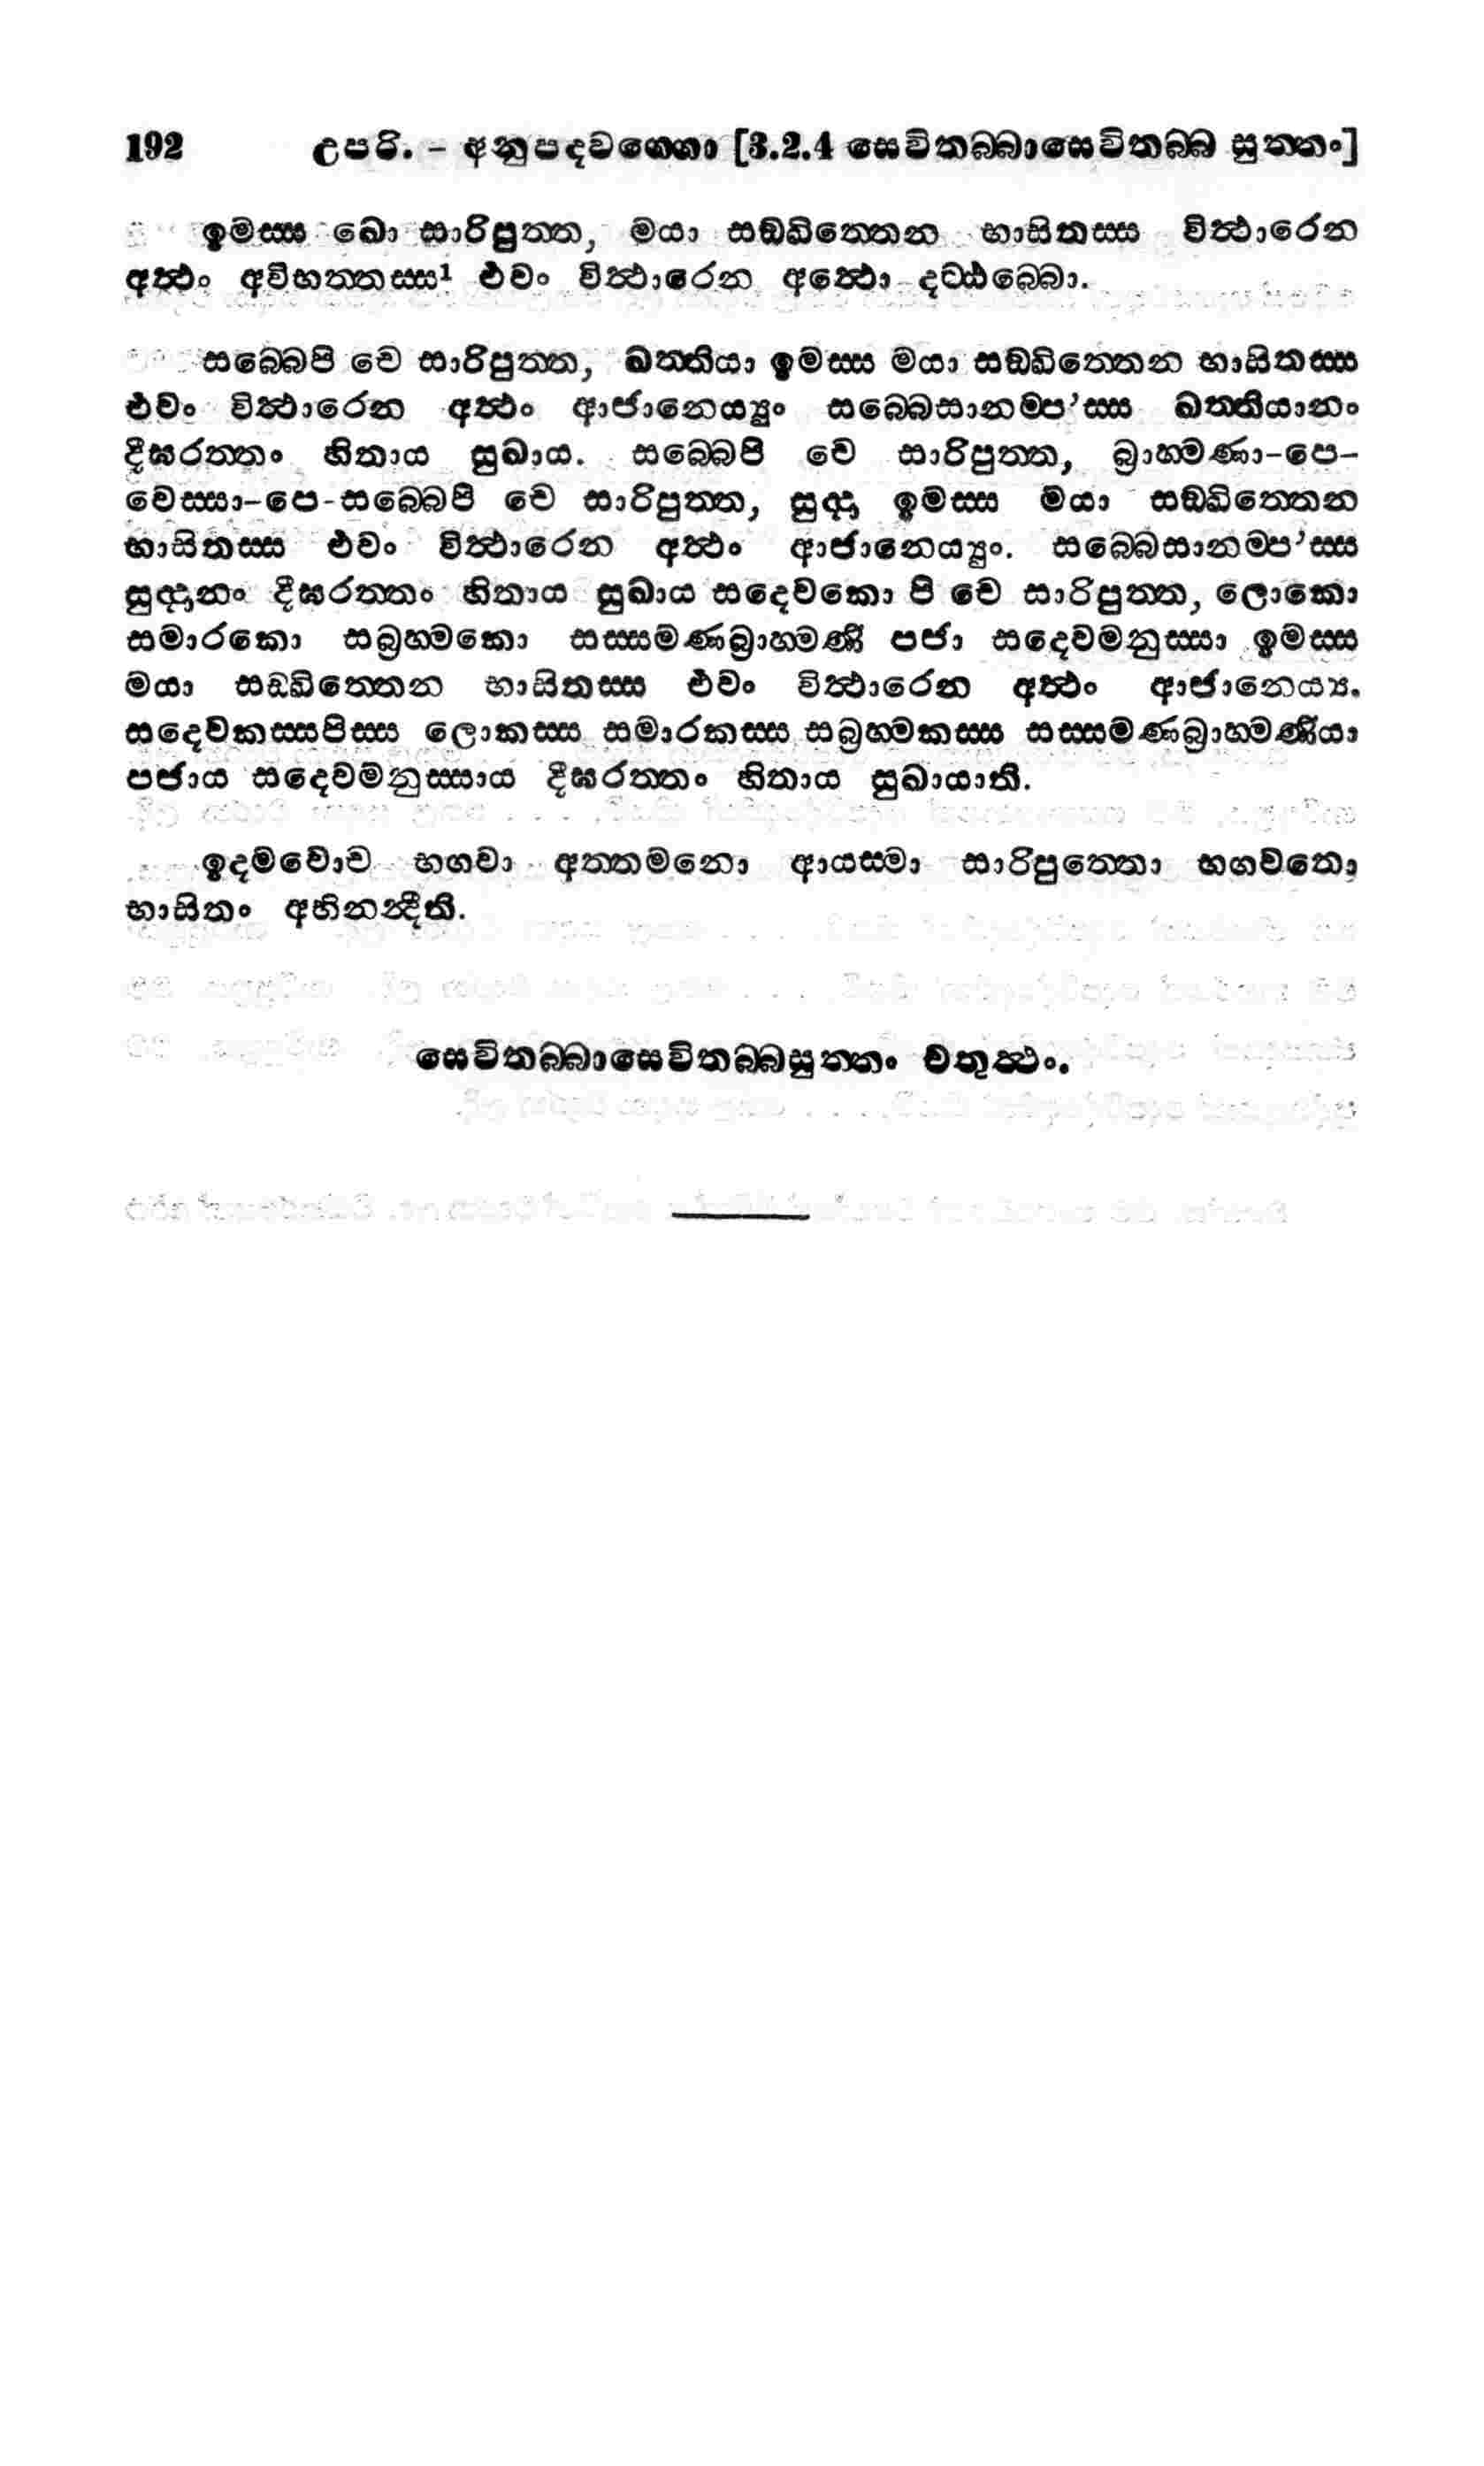 192 උපරි. - අනුපදවග්ගො [3.2.4 සෙවිතබ්බාසෙවිතබ්බ සුත්තං]
ඉමස්ස ඛො සාරිපුත්ත, මයා සඞ්ඛිත්තෙන භාසිතස්ස විත්ථාරෙන
අත්ථං අවිභත්තස්ස¹ එවං විත්ථාරෙන අත්ථො දට්ඨබ්බො.
සබ්බෙපි චෙ සාරිපුත්ත, ඛත්තියා ඉමස්ස මයා සඞ්ඛිත්තෙන භාසිතස්ස
එවං විත්ථාරෙන අත්ථං ආජානෙය්‍යුං සබ්බෙසානම්ප'ස්ස ඛත්තියානං
දීඝරත්තං හිතාය සුඛාය. සබ්බෙපි චෙ සාරිපුත්ත, බ්‍රාහ්මණා-පෙ-
වෙස්සා-පෙ-සබ්බෙපි චෙ සාරිපුත්ත, සුද්දා ඉමස්ස මයා සඞ්ඛිත්තෙන
භාසිතස්ස එවං විත්ථාරෙන අත්ථං ආජානෙය්‍යුං. සබ්බෙසානම්ප'ස්ස
සුද්දානං දීඝරත්තං හිතාය සුඛාය සදෙවකො පි චෙ සාරිපුත්ත, ලොකො
සමාරකො සබ්‍රහ්මකො සස්සමණබ්‍රාහ්මණී පජා සදෙවමනුස්සා ඉමස්ස
මයා සඞ්ඛිත්තෙන භාසිතස්ස එවං විත්ථාරෙන අත්ථං ආජානෙය්‍ය.
සදෙවකස්සපිස්ස ලොකස්ස සමාරකස්ස සබ්‍රහ්මකස්ස සස්සමණබ්‍රාහ්මණීයා
පජාය සදෙවමනුස්සාය දීඝරත්තං හිතාය සුඛායාති.
ඉදමවොච භගවා අත්තමනො ආයස්මා සාරිපුත්තො භගවතො
භාසිතං අභිනන්දීති.
සෙවිතබ්බාසෙවිතබ්බසුත්තං චතුත්ථං.